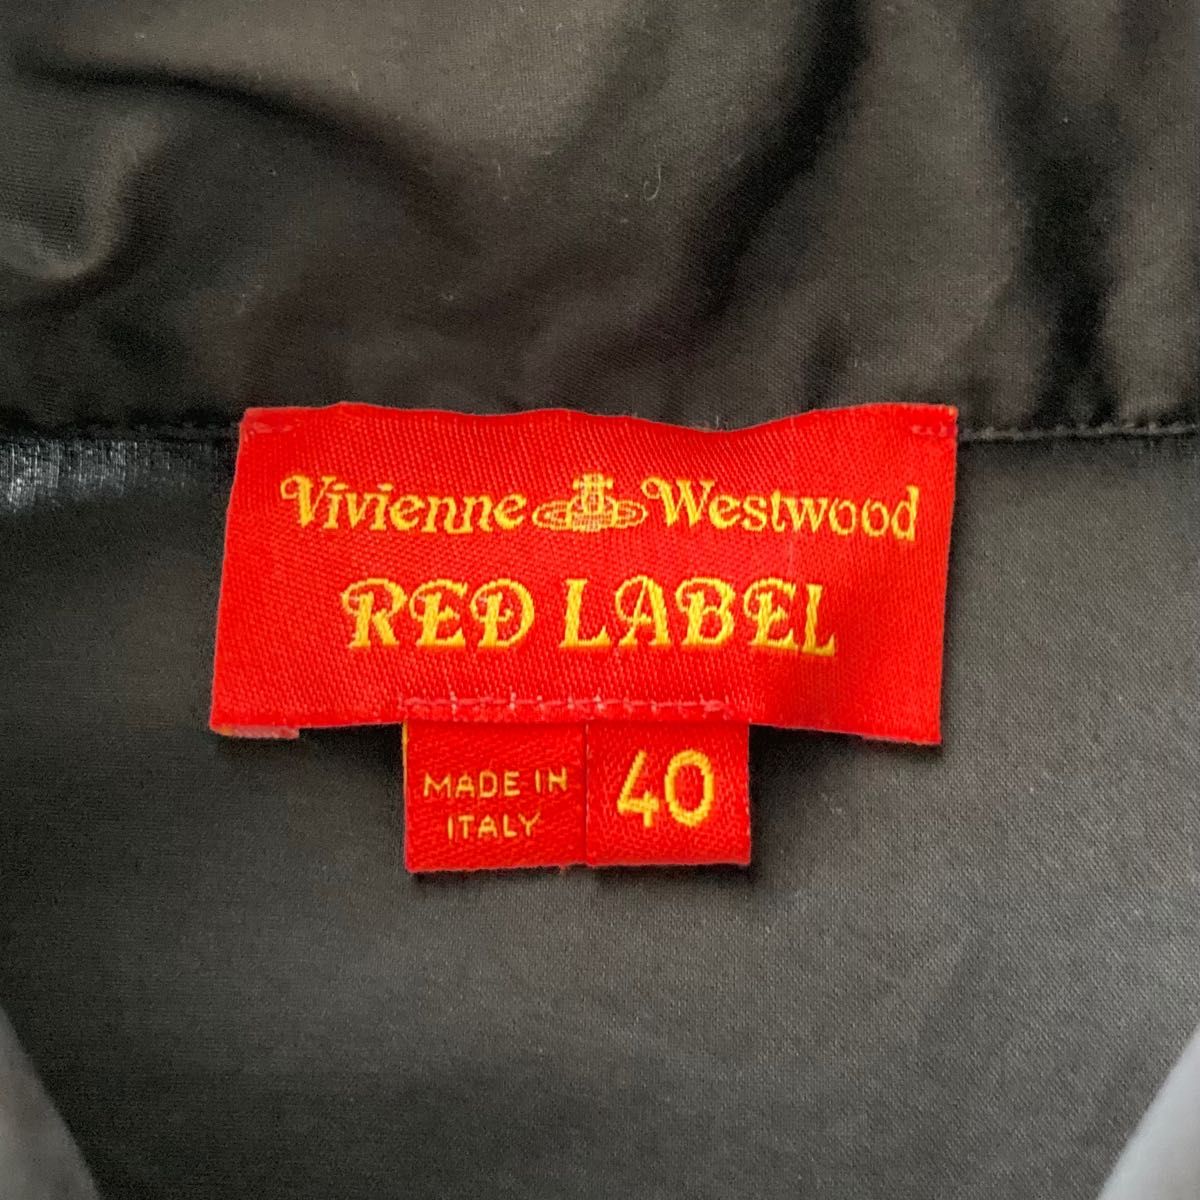 Vivienne Westwood
RED LABEL
MADE IN
ITALY
40